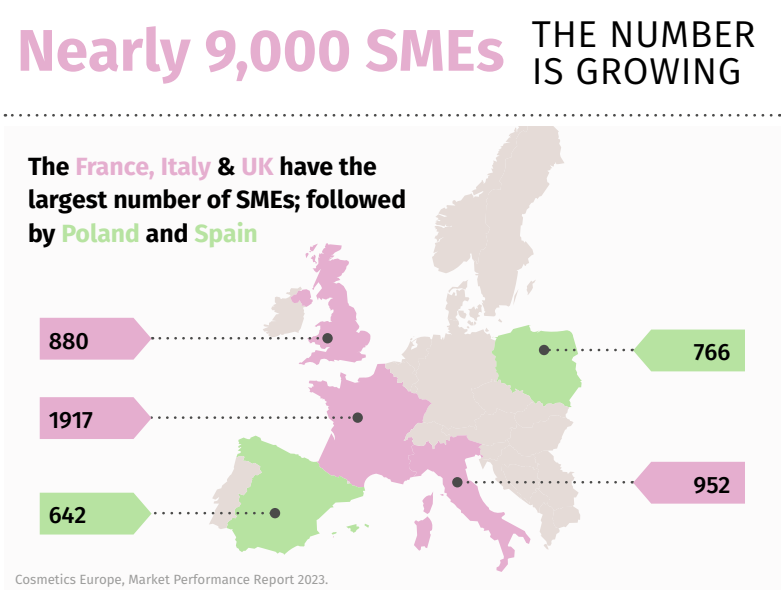 Nearly 9,000 SMEs
THE NUMBER
IS GROWING
The France, Italy & UK have the
largest number of SMEs; followed
by Poland and Spain
880
766
1917
952
642
Cosmetics Europe, Market Performance Report 2023.